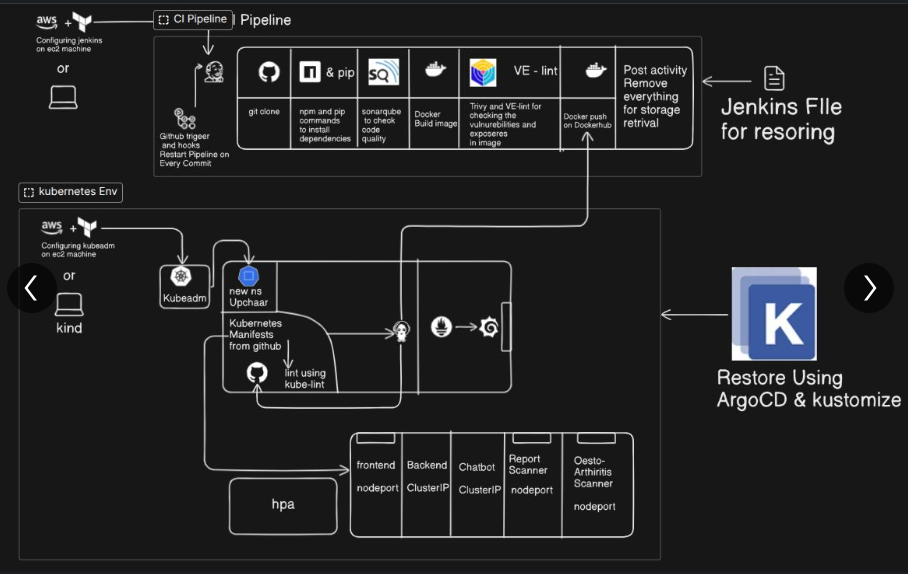 aws +
CI Pipeline
Pipeline
Configuring jenkins
on ec2 machine
or
& pip
SQ
VE - lint
git clone
npm and pip
commands
to install
dependencies
sonarqube
to check
code
quality
Docker
Build image
Trivy and VE-lint for
checking the
vulnerebilities and
exposeres
in image
Docker push
on Dockerhub
Post activity
Remove
everything
for storage
retrival
Jenkins FIle
for resoring
Github trigeer
and hooks
Restart Pipeline on
Every Commit
kubernetes Env
aws +
Configuring kubeadm
on ec2 machine
or
kind
Kubeadm
new ns
Upchaar
Kubernetes
Manifests
from github
lint using
kube-lint
K
Restore Using
ArgoCD & kustomize
frontend
nodeport
Backend
ClusterIP
Chatbot
ClusterIP
Report
Scanner
nodeport
Oesto-
Arthiritis
Scanner
nodeport
hpa